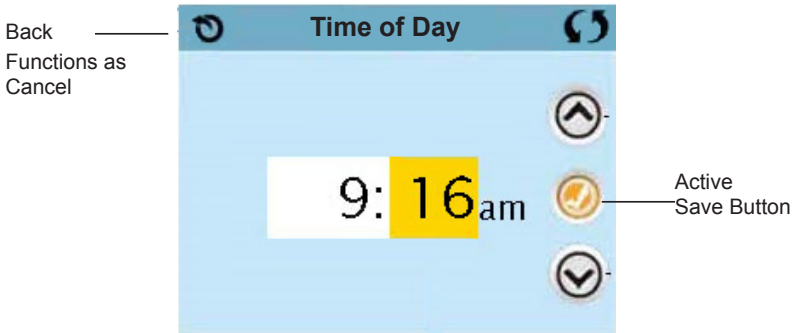 Time of Day
Back
Functions as
Cancel
9: 16am
Active
Save Button